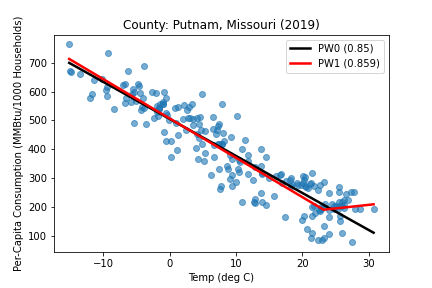 County: Putnam, Missouri (2019)
Per-Capita Consumption (MMBtu/1000 Households)
PW0 (0.85)
PW1 (0.859)
700
600
500
400
300
200
100
−10
0
10
20
30
Temp (deg C)